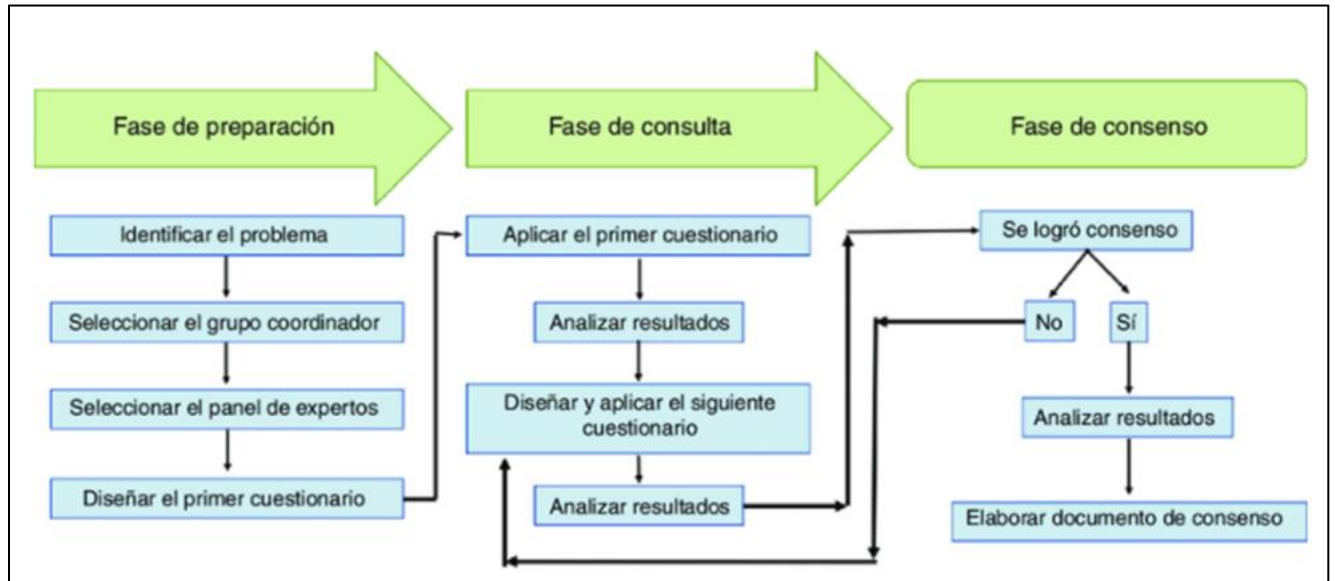 Fase de preparación
Fase de consulta
Fase de consenso
Identificar el problema
Seleccionar el grupo coordinador
Seleccionar el panel de expertos
Diseñar el primer cuestionario
Aplicar el primer cuestionario
Analizar resultados
Diseñar y aplicar el siguiente
cuestionario
Analizar resultados
Se logró consenso
No
Sí
Analizar resultados
Elaborar documento de consenso